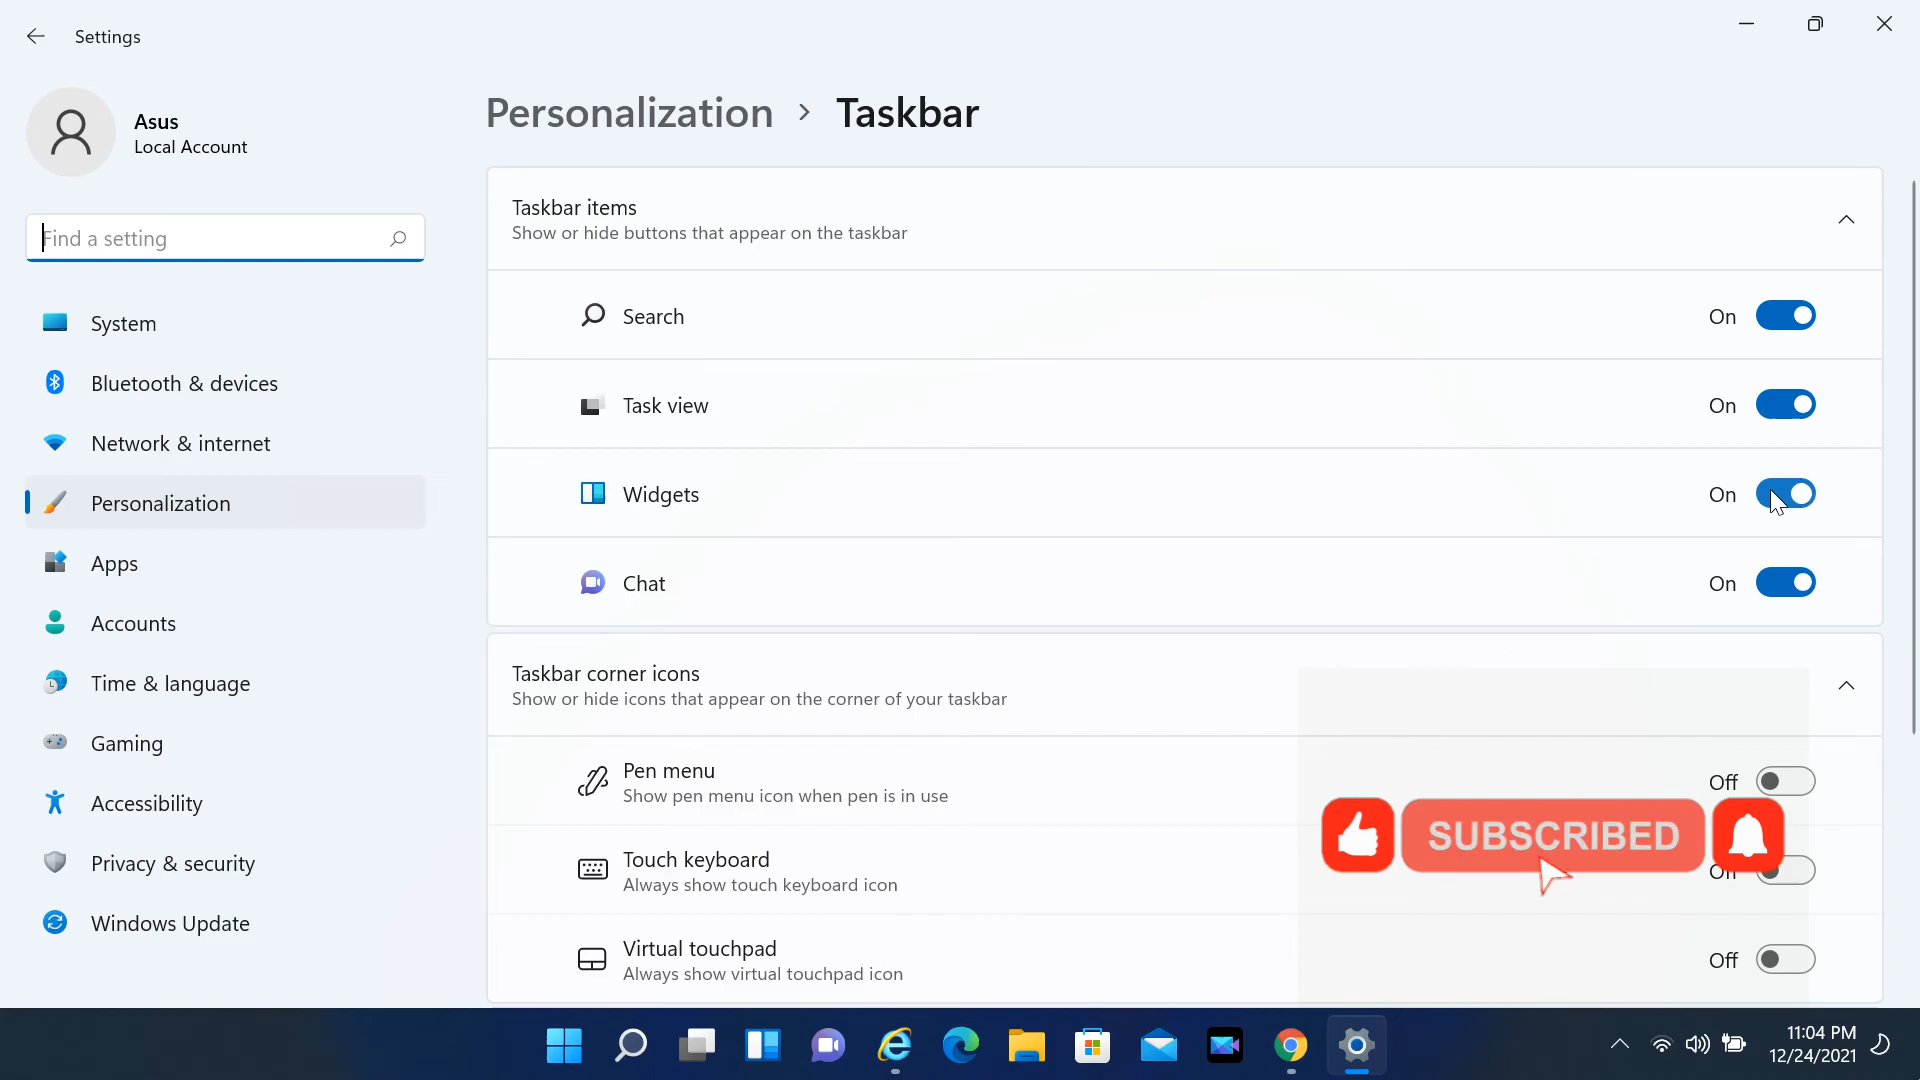 Settings
Asus
Local Account
Find a setting
System
Bluetooth & devices
Network & internet
Personalization
Apps
Accounts
Time & language
Gaming
Accessibility
Privacy & security
Windows Update
Personalization > Taskbar
Taskbar items
Show or hide buttons that appear on the taskbar
Search On
Task view On
Widgets On
Chat On
Taskbar corner icons
Show or hide icons that appear on the corner of your taskbar
Pen menu
Show pen menu icon when pen is in use
Off
SUBSCRIBED
Touch keyboard
Always show touch keyboard icon
Off
Virtual touchpad
Always show virtual touchpad icon
Off
11:04 PM
12/24/2021